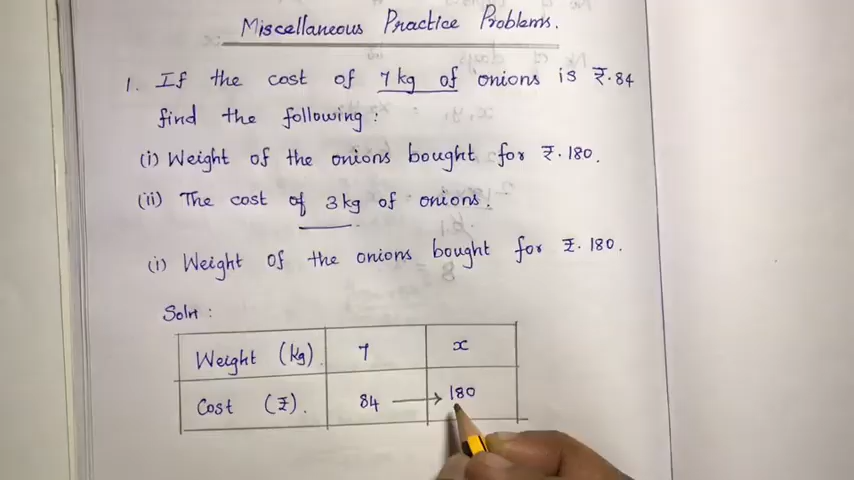 Miscellaneous Practice Problems.
1. If the cost of 7 kg of onions is ₹.84
find the following:
(i) Weight of the onions bought for ₹.180.
(ii) The cost of 3 kg of onions.
(i) Weight of the onions bought for ₹.180.
Soln:
Weight (kg). 7 x
Cost (₹). 84 → 180